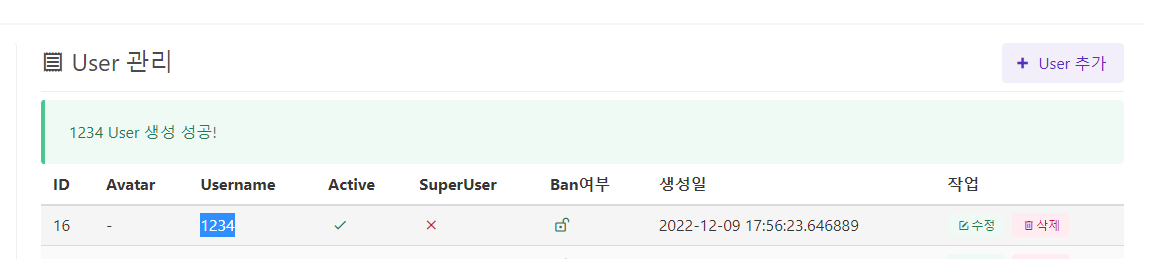 User 관리
+ User 추가
1234 User 생성 성공!
ID Avatar Username Active SuperUser Ban여부 생성일 작업
16 - 1234 2022-12-09 17:56:23.646889 수정 삭제